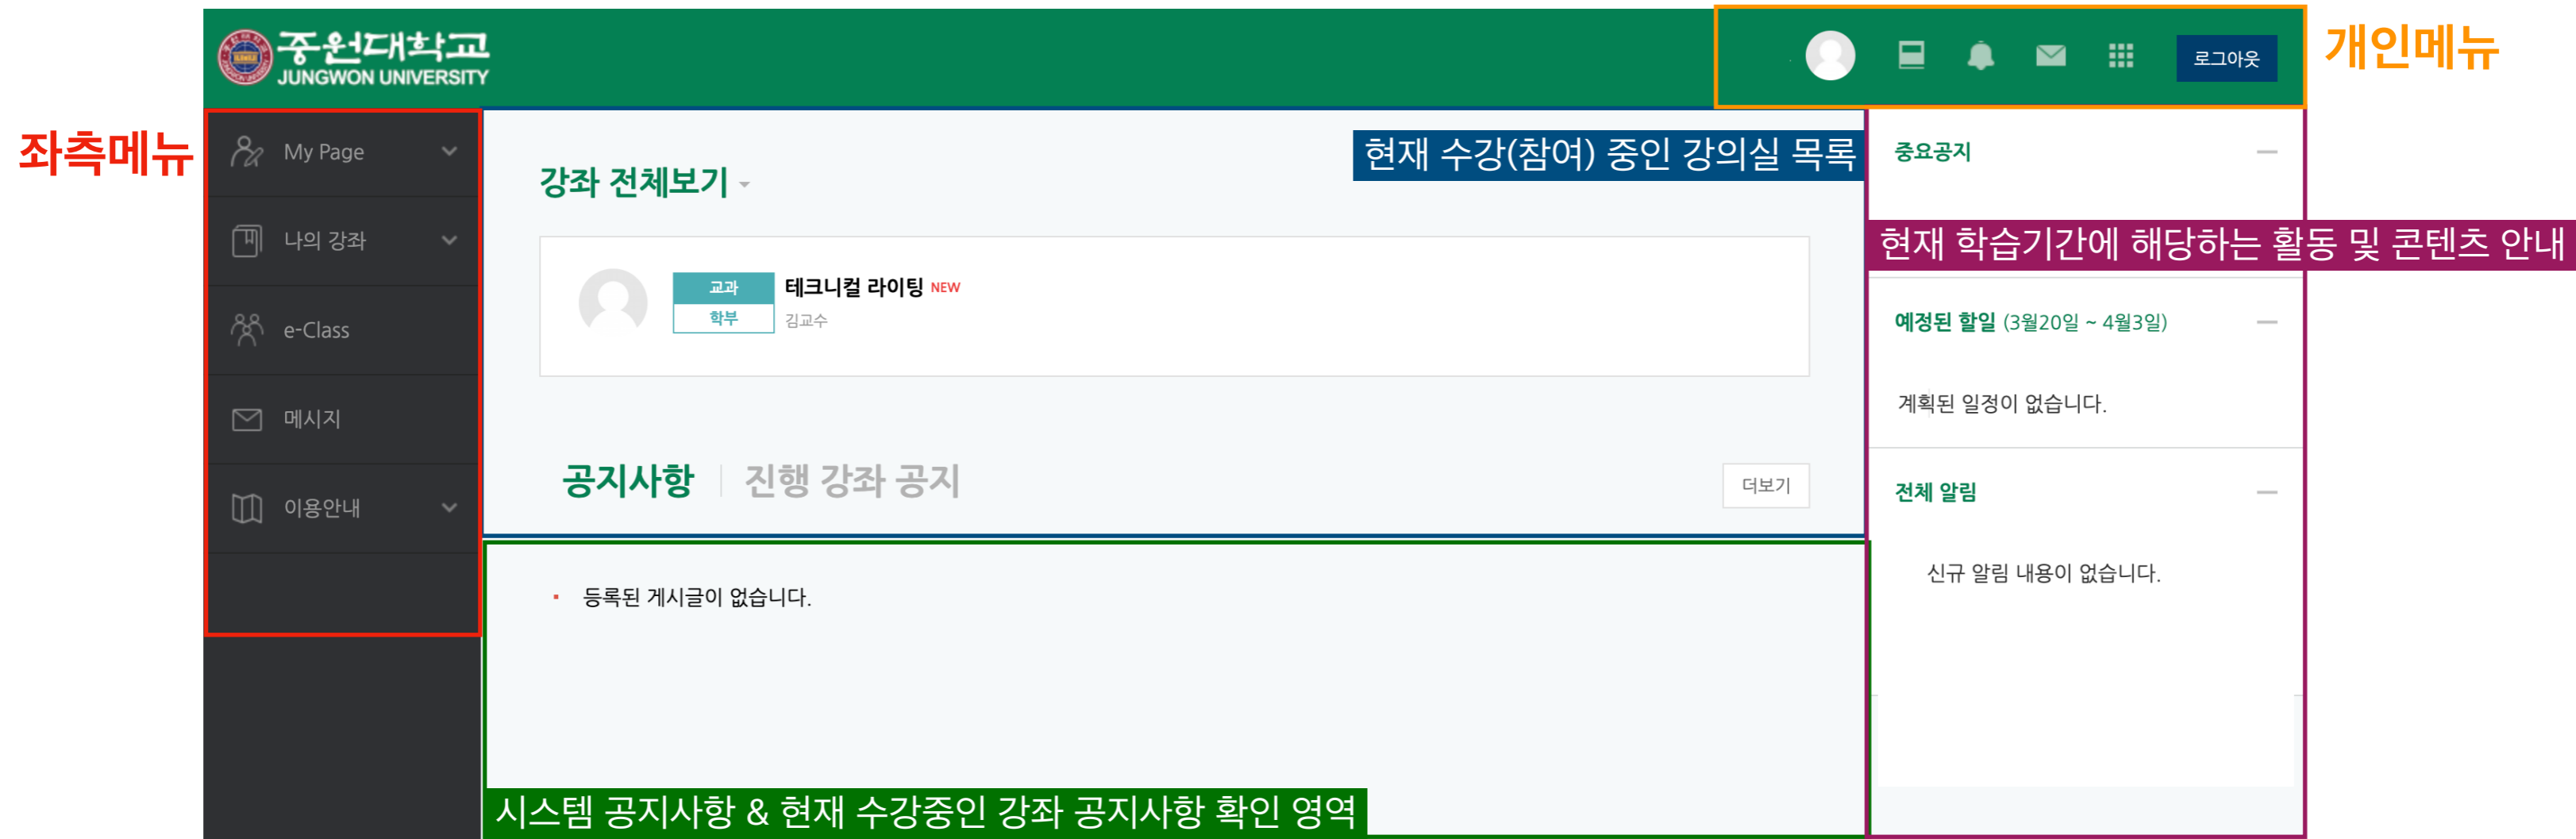 중원대학교
JUNGWON UNIVERSITY
로그아웃
개인메뉴
좌측메뉴
My Page
나의 강좌
e-Class
메시지
이용안내
현재 수강(참여) 중인 강의실 목록
강좌 전체보기
교과
학부
테크니컬 라이팅 NEW
김교수
공지사항
진행 강좌 공지
더보기
등록된 게시글이 없습니다.
시스템 공지사항 & 현재 수강중인 강좌 공지사항 확인 영역
중요공지
현재 학습기간에 해당하는 활동 및 콘텐츠 안내
예정된 할일 (3월20일 ~ 4월3일)
계획된 일정이 없습니다.
전체 알림
신규 알림 내용이 없습니다.